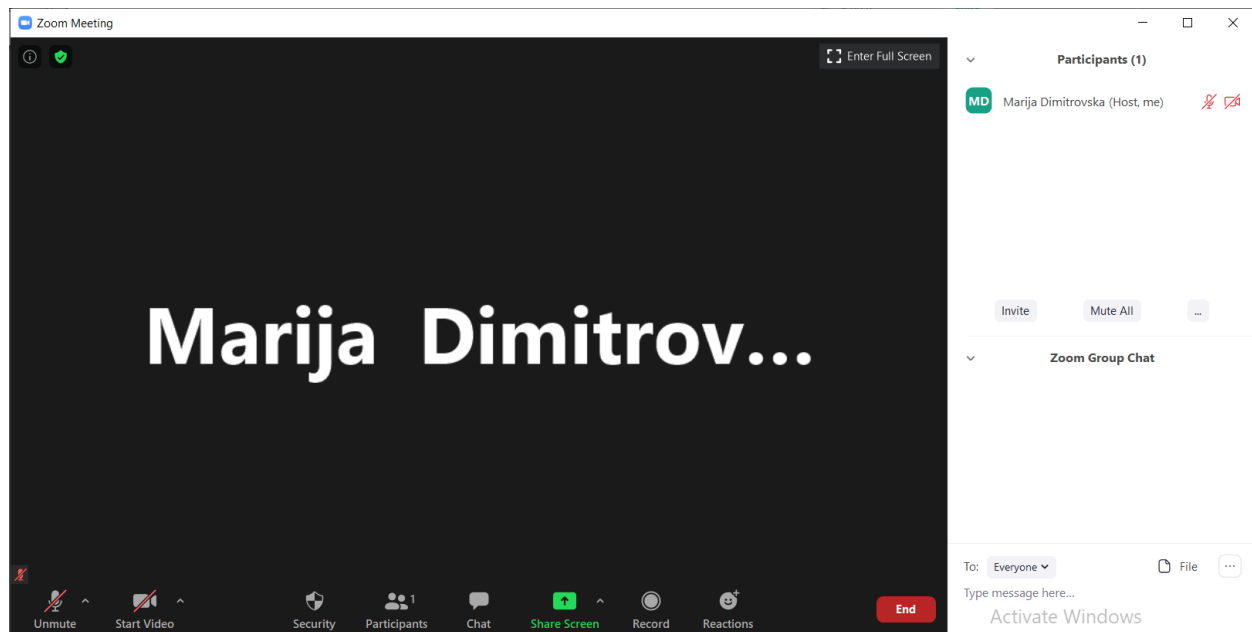 Zoom Meeting
Enter Full Screen
Marija Dimitrov...
Unmute
Start Video
Security
Participants
1
Chat
Share Screen
Record
Reactions
End
Participants (1)
MD Marija Dimitrovska (Host, me)
Invite Mute All ...
Zoom Group Chat
To: Everyone File ...
Type message here...
Activate Windows